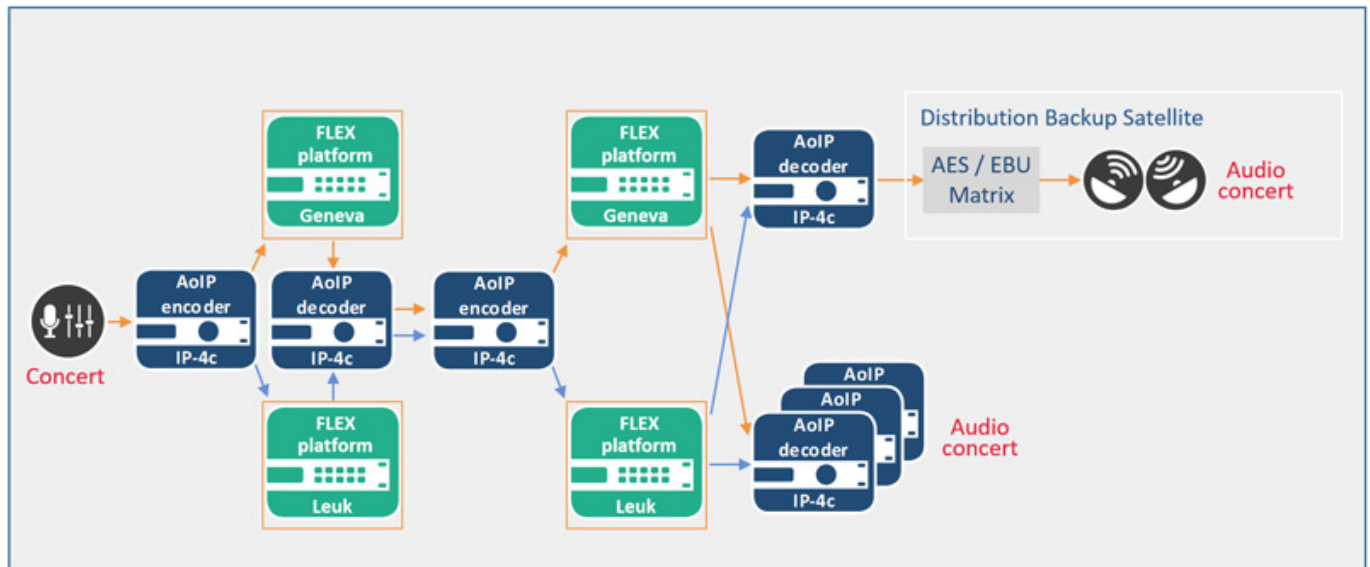 FLEX
platform
Geneva
FLEX
platform
Geneva
AoIP
decoder
IP-4c
Distribution Backup Satellite
AES / EBU
Matrix
Audio
concert
Concert
AoIP
encoder
IP-4c
AoIP
decoder
IP-4c
AoIP
encoder
IP-4c
FLEX
platform
Leuk
FLEX
platform
Leuk
AoIP
AoIP
AoIP
decoder
IP-4c
Audio
concert